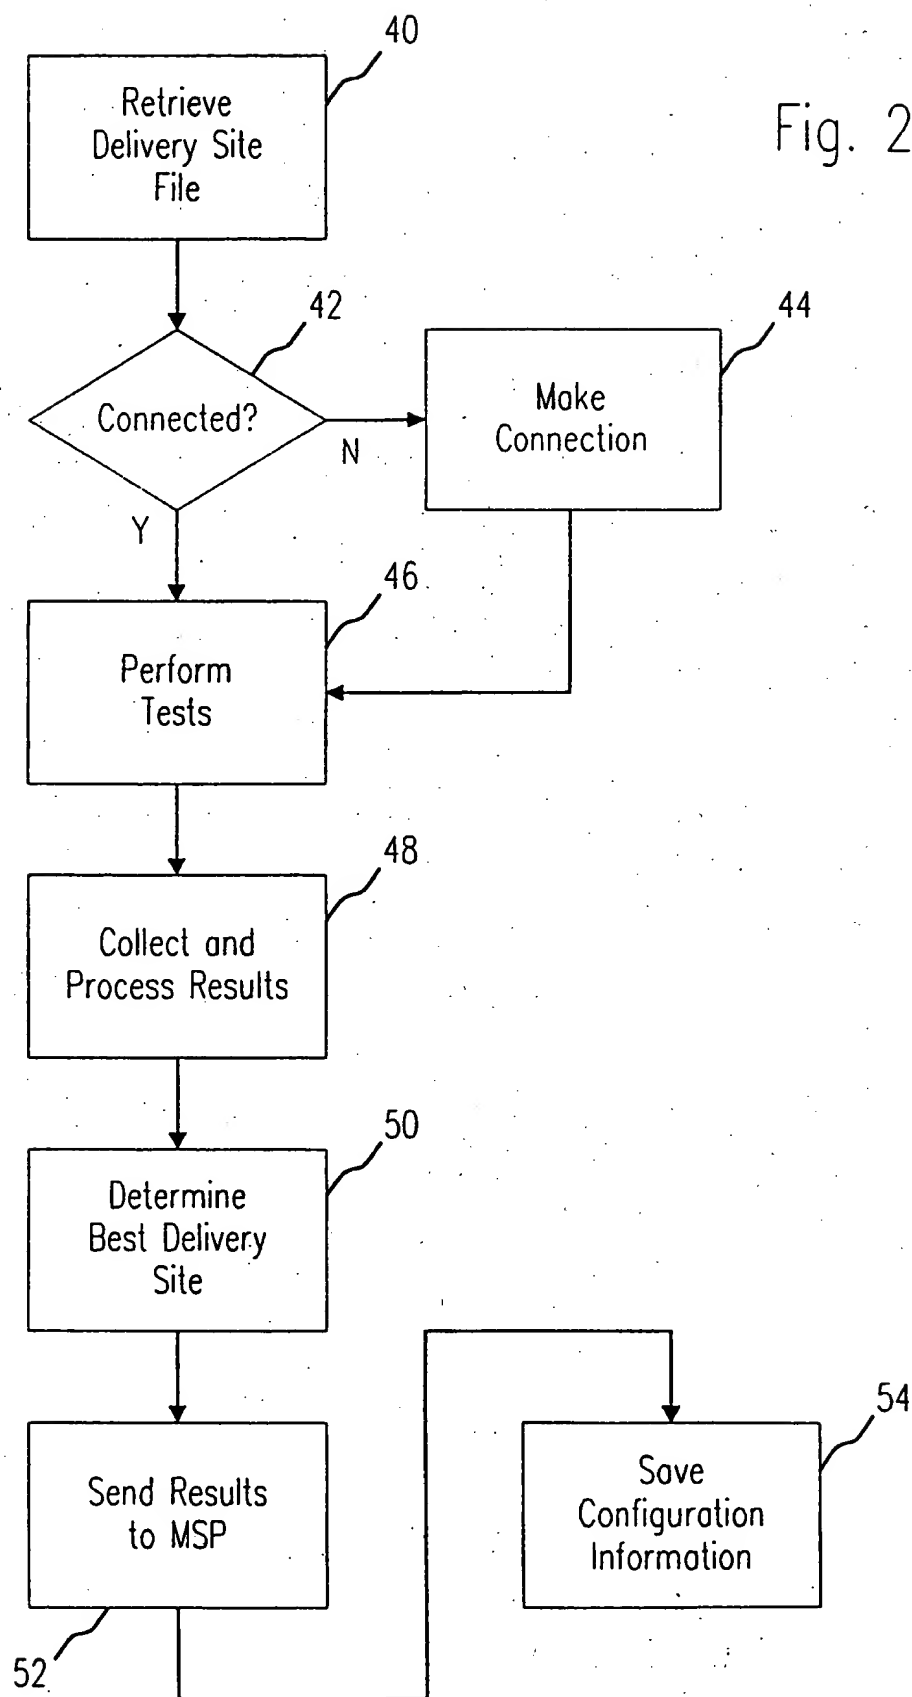 40
Retrieve
Delivery Site
File
Fig. 2
42
Connected?
N
Y
44
Make
Connection
46
Perform
Tests
48
Collect and
Process Results
50
Determine
Best Delivery
Site
52
Send Results
to MSP
54
Save
Configuration
Information